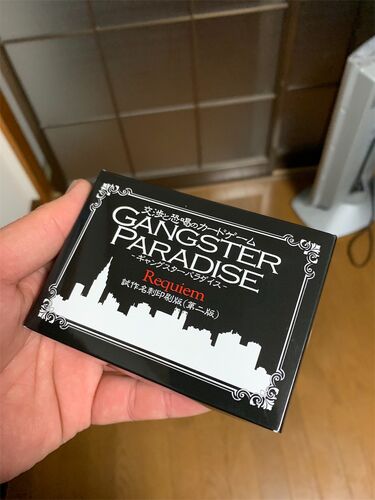 交渉と恐喝のカードゲーム
GANGSTER
PARADISE
-ギャングスターパラダイス-
Requiem
試作名刺印刷版(第二版)